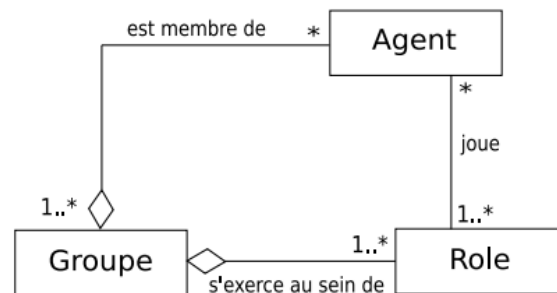 est membre de
*
Agent
*
joue
1..*
1..*
1..*
Groupe
Role
s'exerce au sein de